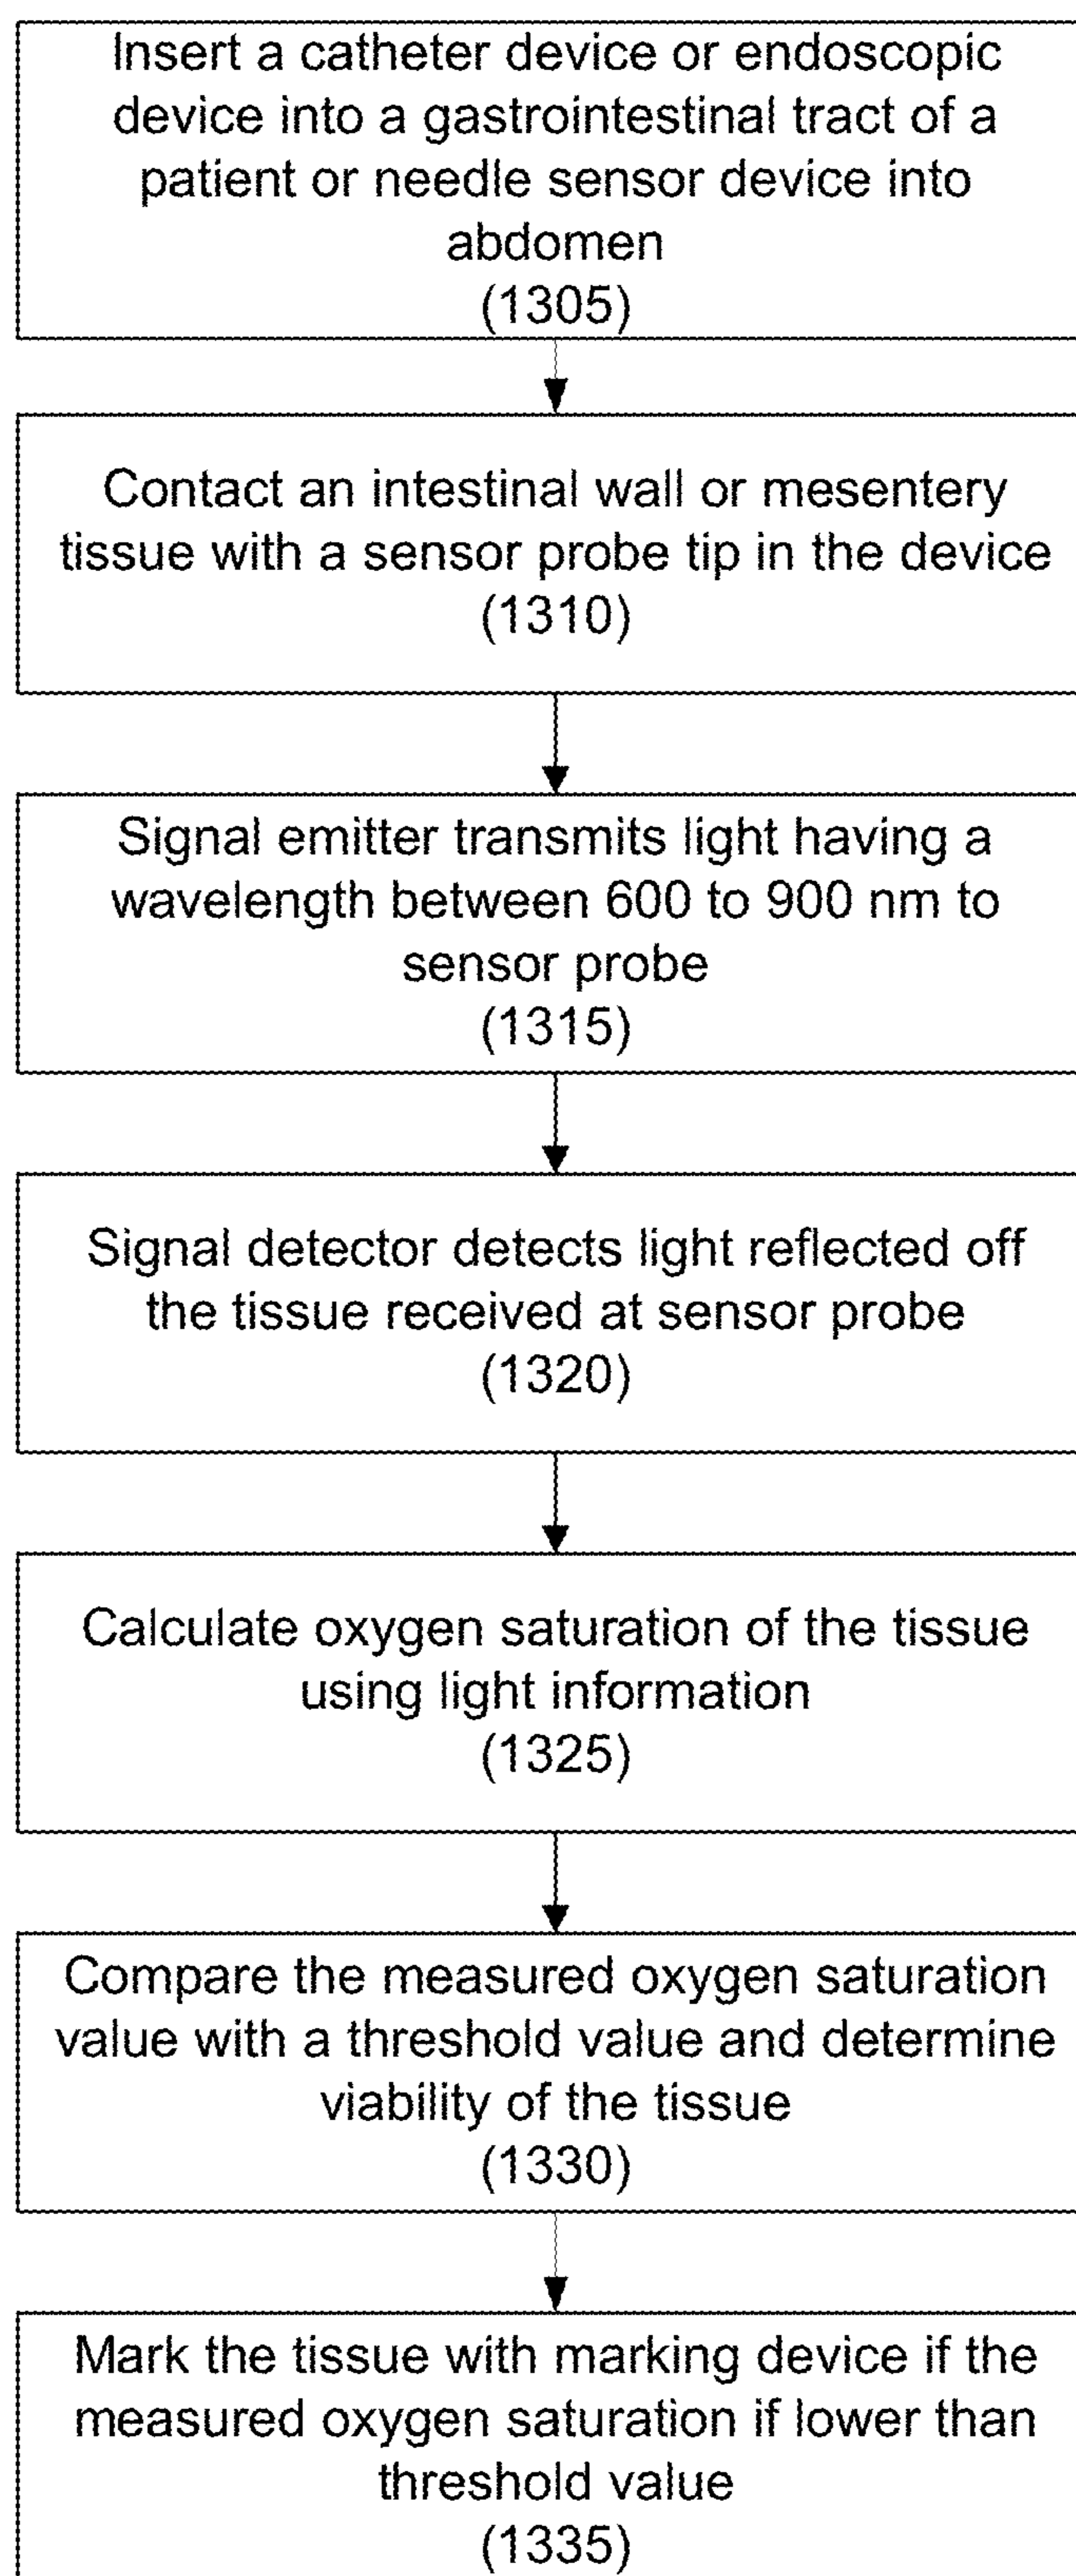 Insert a catheter device or endoscopic
device into a gastrointestinal tract of a
patient or needle sensor device into
abdomen
(1305)
Contact an intestinal wall or mesentery
tissue with a sensor probe tip in the device
(1310)
Signal emitter transmits light having a
wavelength between 600 to 900 nm to
sensor probe
(1315)
Signal detector detects light reflected off
the tissue received at sensor probe
(1320)
Calculate oxygen saturation of the tissue
using light information
(1325)
Compare the measured oxygen saturation
value with a threshold value and determine
viability of the tissue
(1330)
Mark the tissue with marking device if the
measured oxygen saturation if lower than
threshold value
(1335)